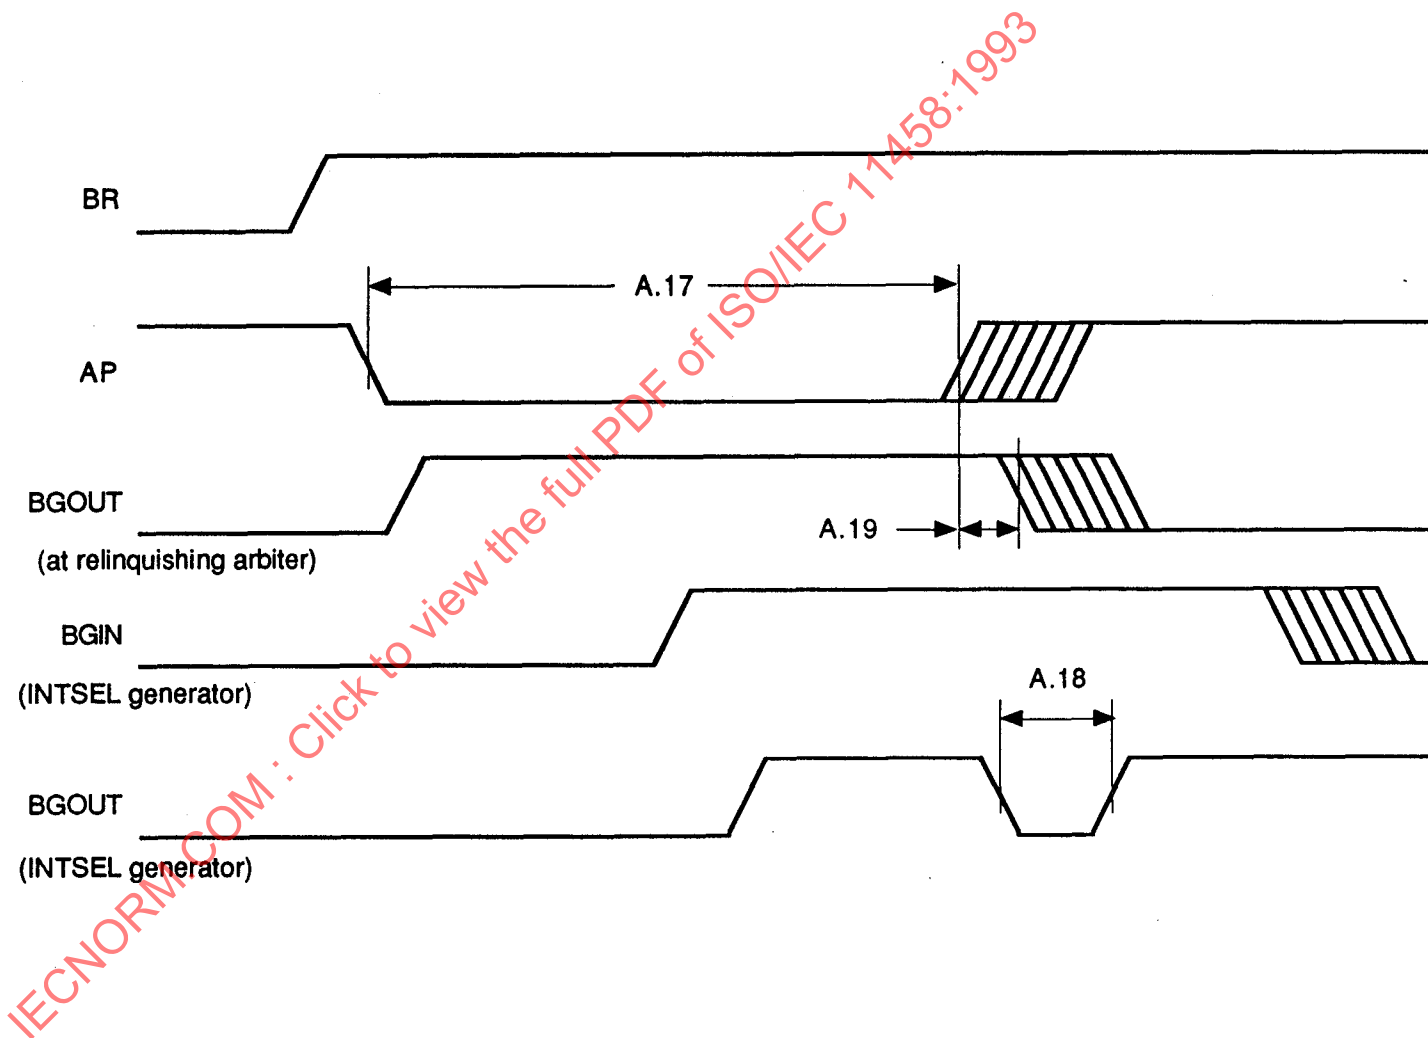 BR
A.17
AP
BGOUT
(at relinquishing arbiter)
A.19
BGIN
(INTSEL generator)
A.18
BGOUT
(INTSEL generator)
IECNORM.COM : Click to view the full PDF of ISO/IEC 11458:1993